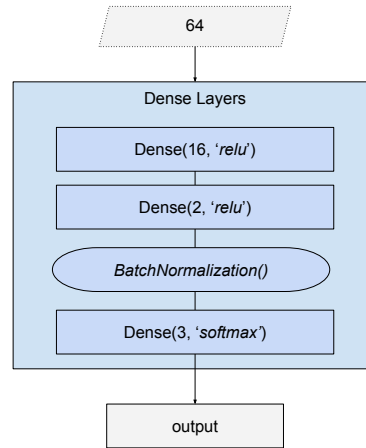 64
Dense Layers
Dense(16, ‘relu’)
Dense(2, ‘relu’)
BatchNormalization()
Dense(3, ‘softmax’)
output